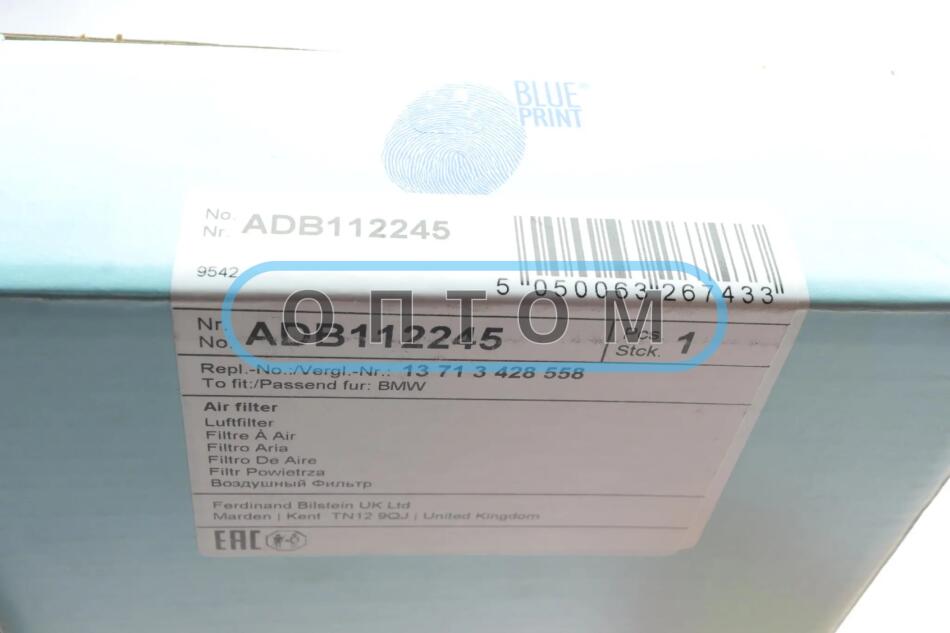 BLUE
PRINT
No.
Nr. ADB112245
9542
5 050063 267433
ОПТОМ
Nr.
No. ADB112245
Pcs.
Stck. 1
Repl.-No.:/Vergl.-Nr.: 13 71 3 428 558
To fit:/Passend fur: BMW
Air filter
Luftfilter
Filtre À Air
Filtro Aria
Filtro De Aire
Filtr Powietrza
Воздушный Фильтр
Ferdinand Bilstein UK Ltd
Marden | Kent TN12 9QJ | United Kingdom
EAC